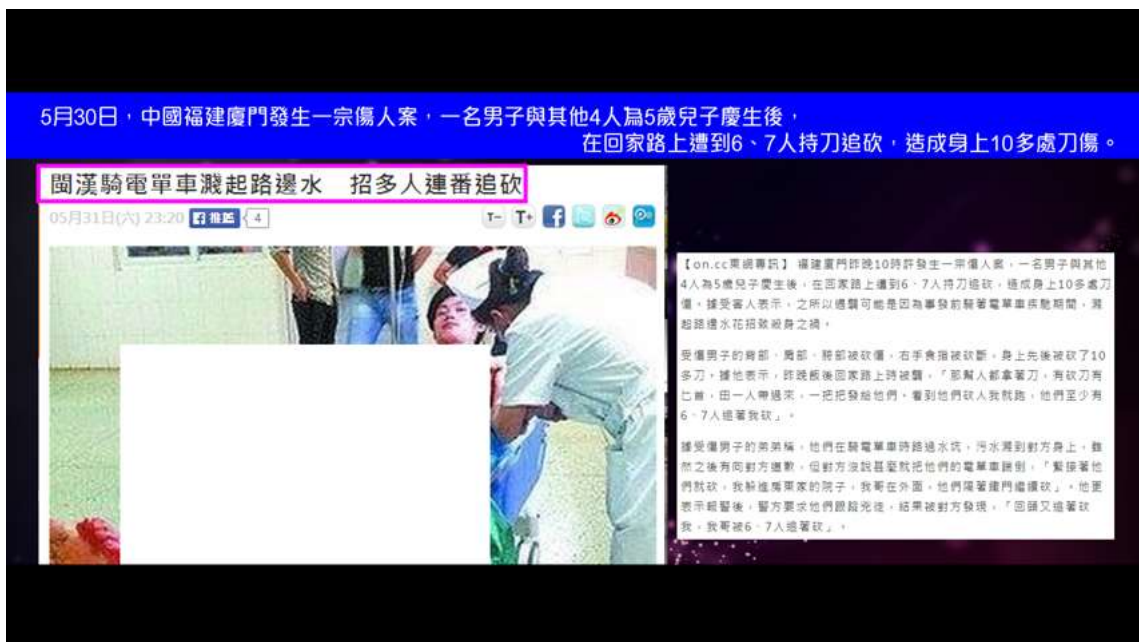 5月30日，中國福建廈門發生一宗傷人案，一名男子與其他4人為5歲兒子慶生後，
在回家路上遭到6、7人持刀追砍，造成身上10多處刀傷。
閩漢騎電單車濺起路邊水　招多人連番追砍
05月31日(六) 23:20 推薦 4
T- T+
【on.cc東網專訊】 福建廈門昨晚10時許發生一宗傷人案，一名男子與其他
4人為5歲兒子慶生後，在回家路上遭到6、7人持刀追砍，造成身上10多處刀
傷。據受害人表示，之所以遇襲可能是因為事發前騎著電單車疾馳期間，濺
起路邊水花招致殺身之禍。
受傷男子的背部、肩部、胯部被砍傷，右手食指被砍斷，身上先後被砍了10
多刀。據他表示，昨晚飯後回家路上時被襲，「那幫人都拿著刀，有砍刀有
匕首，由一人帶過來，一把把發給他們。看到他們砍人我就跑，他們至少有
6、7人追著我砍」。
據受傷男子的弟弟稱，他們在騎電單車時路過水坑，污水濺到對方身上，雖
然之後有向對方道歉，但對方沒說甚麼就把他們的電單車踹倒，「緊接著他
們就砍，我躲進房東家的院子，我哥在外面，他們隔著鐵門繼續砍」。他更
表示報警後，警方要求他們跟蹤兇徒，結果被對方發現，「回頭又追著砍
我，我哥被6、7人追著砍」。